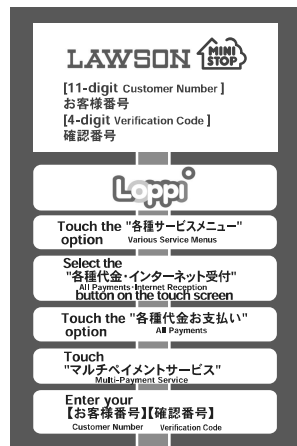 LAWSON MINI STOP
[11-digit Customer Number]
お客様番号
[4-digit Verification Code]
確認番号
Loppi
Touch the "各種サービスメニュー"
option Various Service Menus
Select the
"各種代金・インターネット受付"
All Payments·Internet Reception
button on the touch screen
Touch the "各種代金お支払い"
option All Payments
Touch
"マルチペイメントサービス"
Multi-Payment Service
Enter your
【お客様番号】【確認番号】
Customer Number Verification Code